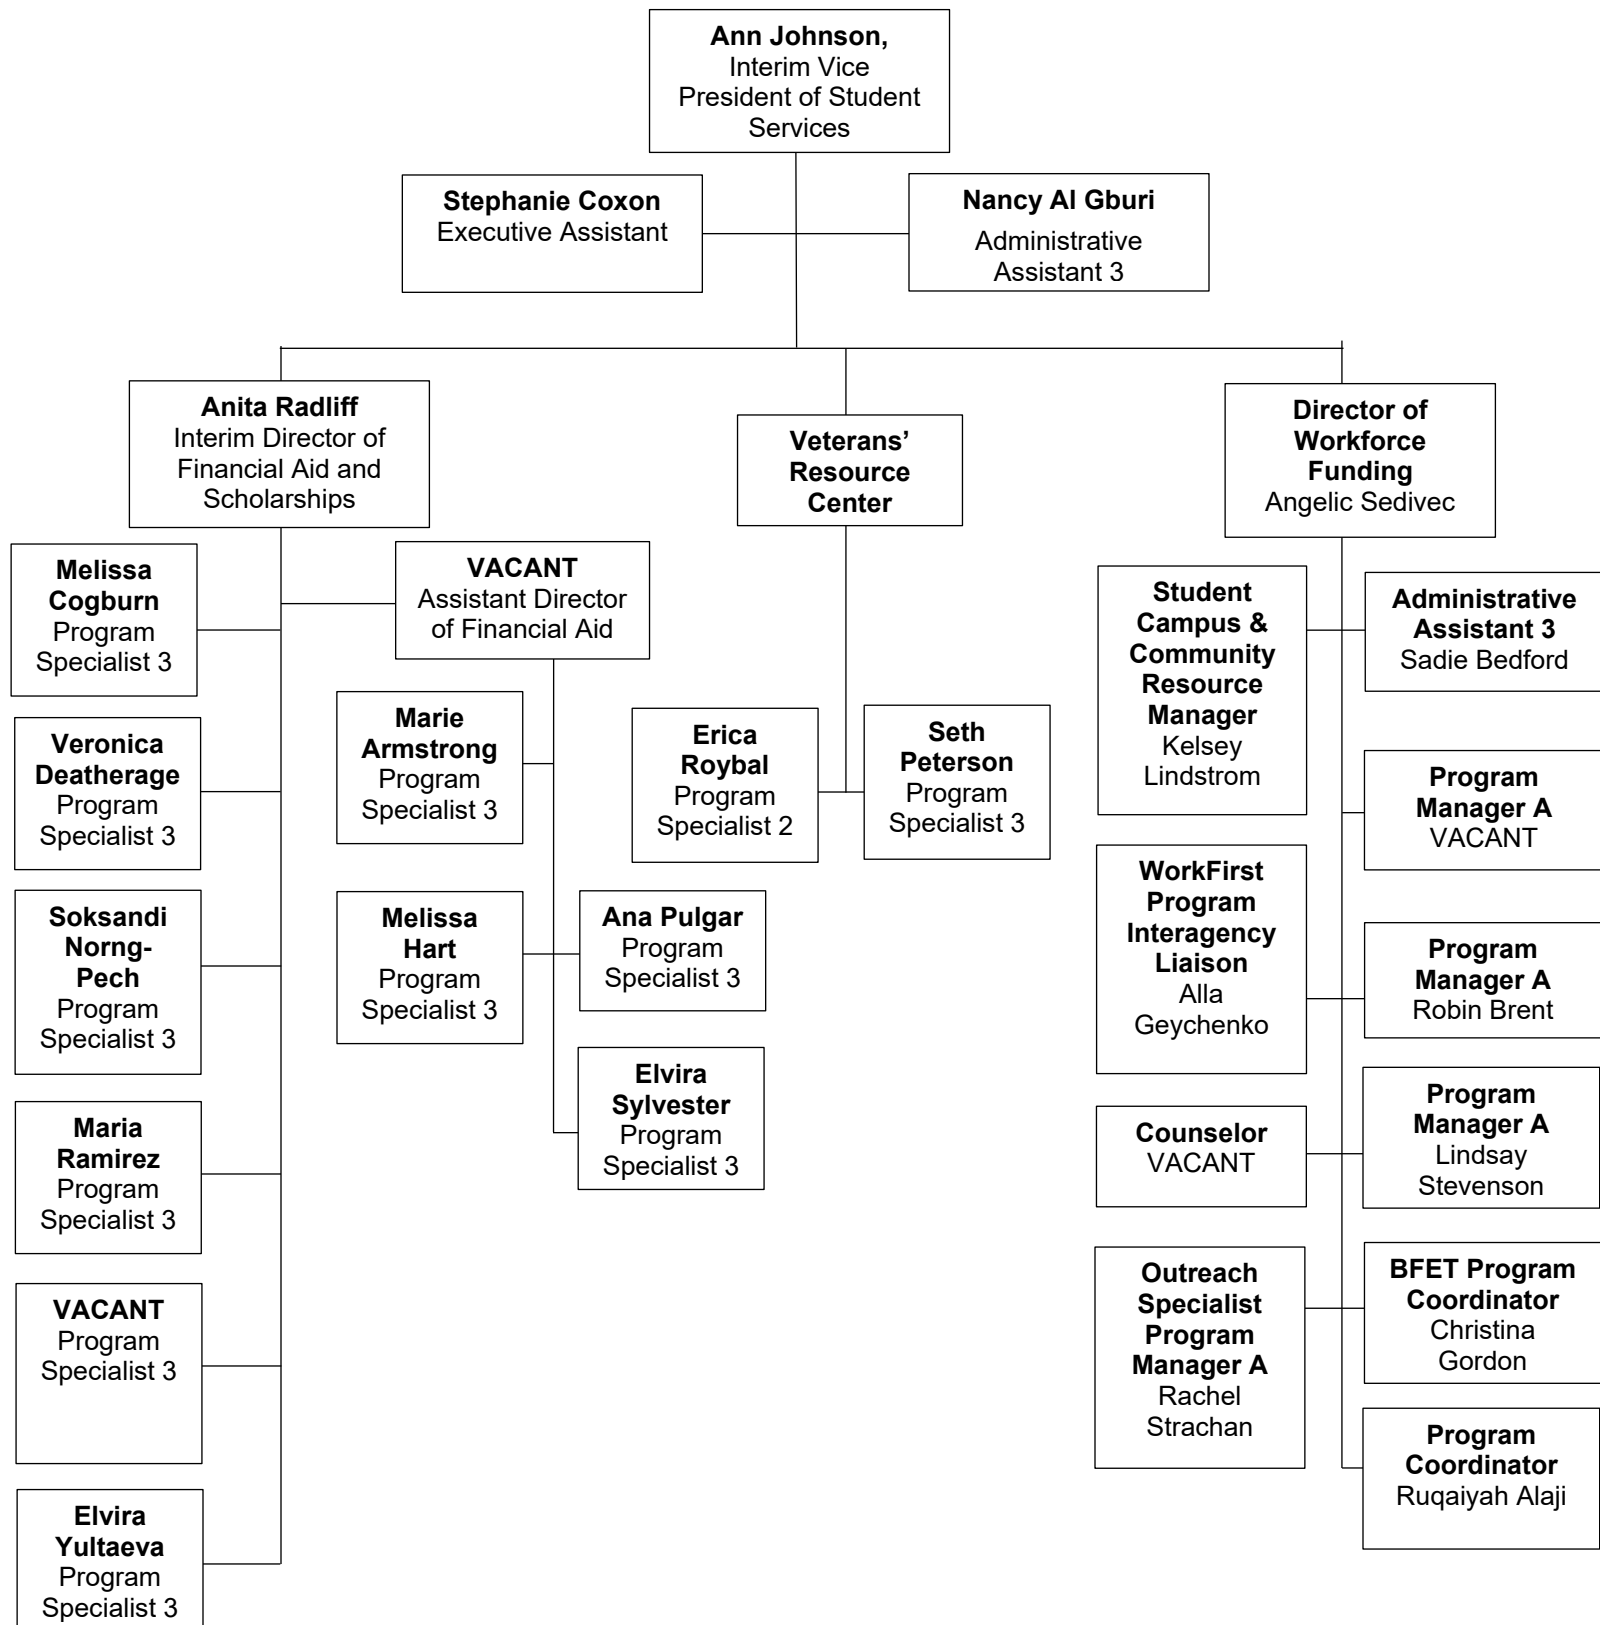 Ann Johnson,
Interim Vice
President of Student
Services
Stephanie Coxon
Executive Assistant
Nancy Al Gburi
Administrative
Assistant 3
Anita Radliff
Interim Director of
Financial Aid and
Scholarships
Veterans’
Resource
Center
Director of
Workforce
Funding
Angelic Sedivec
Melissa
Cogburn
Program
Specialist 3
VACANT
Assistant Director
of Financial Aid
Veronica
Deatherage
Program
Specialist 3
Soksandi
Norng-
Pech
Program
Specialist 3
Maria
Ramirez
Program
Specialist 3
VACANT
Program
Specialist 3
Elvira
Yultaeva
Program
Specialist 3
Marie
Armstrong
Program
Specialist 3
Melissa
Hart
Program
Specialist 3
Ana Pulgar
Program
Specialist 3
Elvira
Sylvester
Program
Specialist 3
Erica
Roybal
Program
Specialist 2
Seth
Peterson
Program
Specialist 3
Student
Campus &
Community
Resource
Manager
Kelsey
Lindstrom
Administrative
Assistant 3
Sadie Bedford
Program
Manager A
VACANT
WorkFirst
Program
Interagency
Liaison
Alla
Geychenko
Program
Manager A
Robin Brent
Counselor
VACANT
Program
Manager A
Lindsay
Stevenson
Outreach
Specialist
Program
Manager A
Rachel
Strachan
BFET Program
Coordinator
Christina
Gordon
Program
Coordinator
Ruqaiyah Alaji